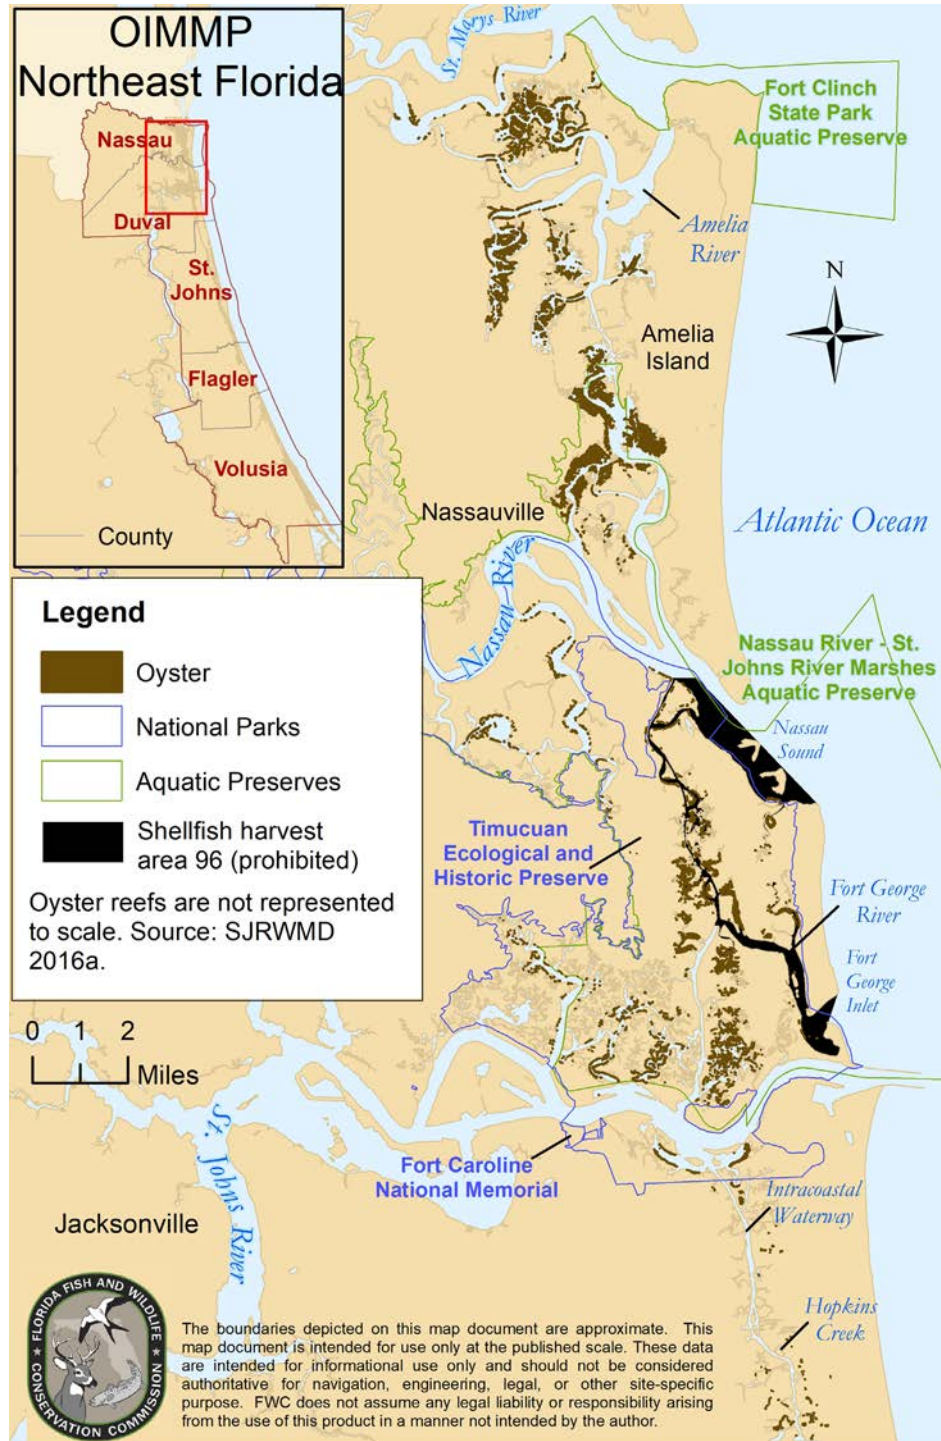 OIMMP
Northeast Florida
Nassau
Duval
St.
Johns
Flagler
Volusia
County
St. Marys River
Fort Clinch
State Park
Aquatic Preserve
Amelia
River
N
Amelia
Island
Nassauville
Atlantic Ocean
Nassau River
Nassau River - St.
Johns River Marshes
Aquatic Preserve
Nassau
Sound
Legend
Oyster
National Parks
Aquatic Preserves
Shellfish harvest
area 96 (prohibited)
Oyster reefs are not represented
to scale. Source: SJRWMD
2016a.
Timucuan
Ecological and
Historic Preserve
Fort George
River
Fort
George
Inlet
0 1 2
Miles
St. Johns River
Fort Caroline
National Memorial
Intracoastal
Waterway
Jacksonville
Hopkins
Creek
FLORIDA FISH AND WILDLIFE
CONSERVATION COMMISSION
The boundaries depicted on this map document are approximate. This
map document is intended for use only at the published scale. These data
are intended for informational use only and should not be considered
authoritative for navigation, engineering, legal, or other site-specific
purpose. FWC does not assume any legal liability or responsibility arising
from the use of this product in a manner not intended by the author.